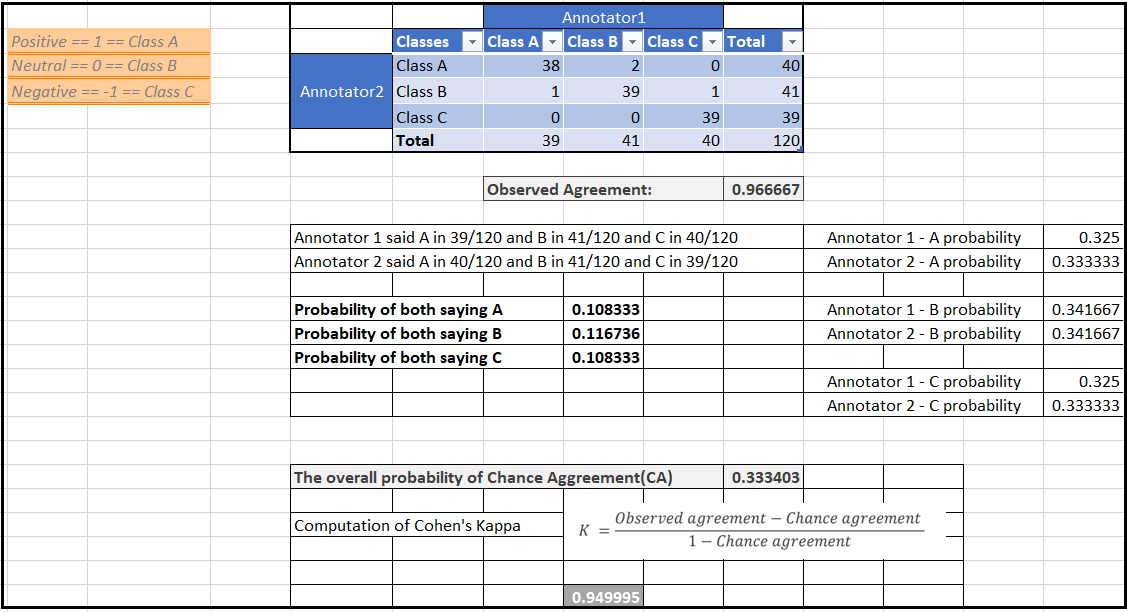 Annotator1
Positive == 1 == Class A
Classes Class A Class B Class C Total
Neutral == 0 == Class B
Class A 38 2 0 40
Negative == -1 == Class C
Annotator2 Class B 1 39 1 41
Class C 0 0 39 39
Total 39 41 40 120
Observed Agreement: 0.966667
Annotator 1 said A in 39/120 and B in 41/120 and C in 40/120 Annotator 1 - A probability 0.325
Annotator 2 said A in 40/120 and B in 41/120 and C in 39/120 Annotator 2 - A probability 0.333333
Probability of both saying A 0.108333 Annotator 1 - B probability 0.341667
Probability of both saying B 0.116736 Annotator 2 - B probability 0.341667
Probability of both saying C 0.108333
Annotator 1 - C probability 0.325
Annotator 2 - C probability 0.333333
The overall probability of Chance Aggreement(CA) 0.333403
Computation of Cohen's Kappa
K = Observed agreement − Chance agreement
1 − Chance agreement
0.949995